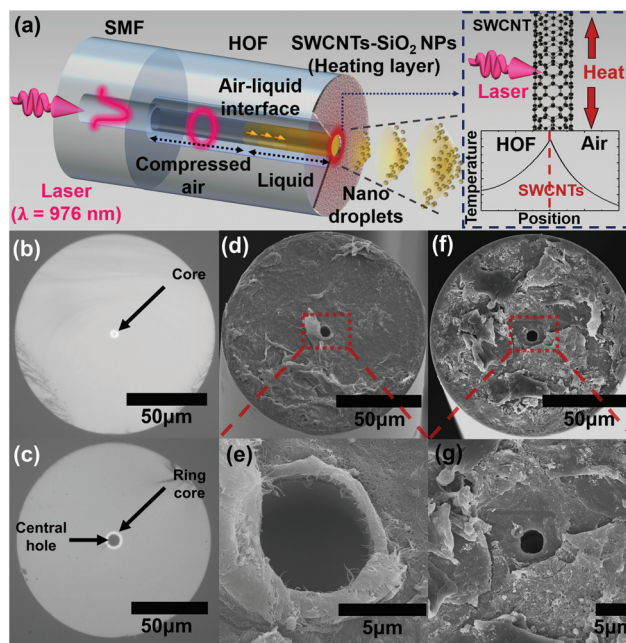 (a)
SMF
HOF
SWCNTs-SiO₂ NPs
(Heating layer)
Air-liquid
interface
Compressed
air
Liquid
Nano
droplets
Laser
(λ = 976 nm)
SWCNT
Laser
Heat
HOF
Air
SWCNTs
Temperature
Position
(b)
Core
50μm
(c)
Ring
core
Central
hole
50μm
(d)
50μm
(e)
5μm
(f)
50μm
(g)
5μm